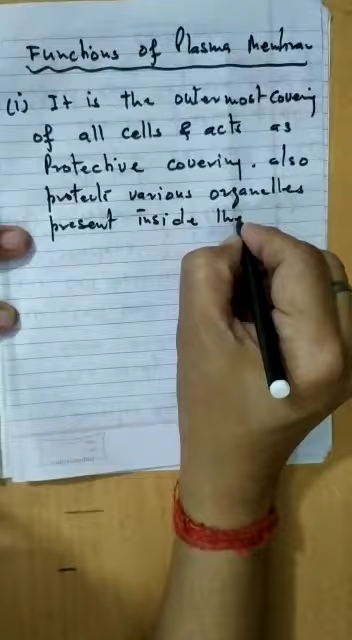 Functions of Plasma Membran
(i) It is the outermost covering
of all cells & acts as
Protective covering. also
protects various organelles
present inside the